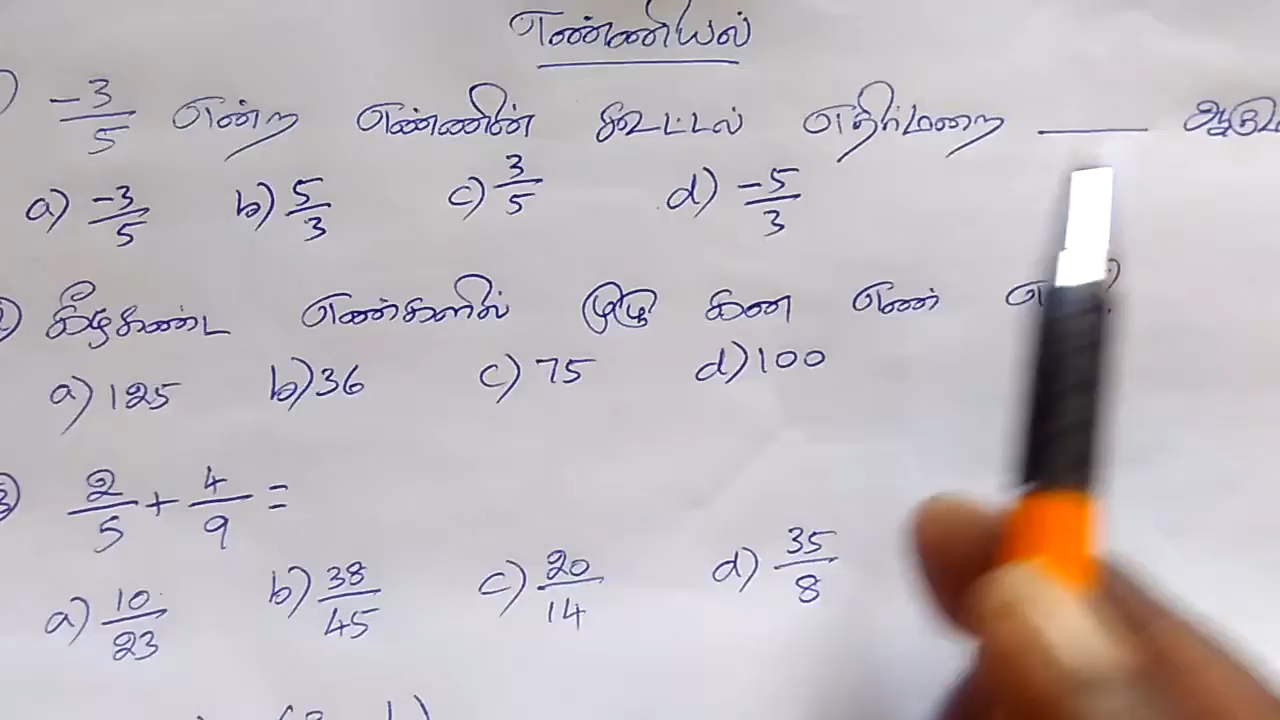 எண்ணியல்
-3/5 என்ற எண்ணின் கூட்டல் எதிர்மறை ____
a) -3/5 b) 5/3 c) 3/5 d) -5/3
கீழ்கண்ட எண்களில் முழு கன எண்
a) 125 b) 36 c) 75 d) 100
2/5 + 4/9 =
a) 10/23 b) 38/45 c) 20/14 d) 35/8